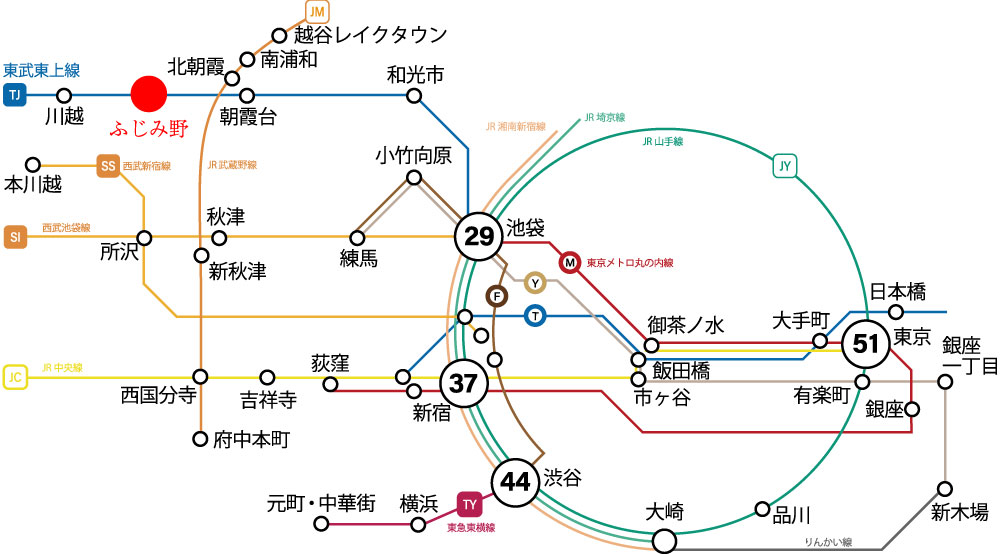 JM
越谷レイクタウン
南浦和
北朝霞
東武東上線
TJ
川越
ふじみ野
朝霞台
和光市
JR 湘南新宿線
JR 埼京線
JR 山手線
JY
小竹向原
本川越
SS
西武新宿線
JR 武蔵野線
西武池袋線
SI
秋津
所沢
新秋津
練馬
29
池袋
M
東京メトロ丸の内線
Y
F
T
御茶ノ水
大手町
日本橋
51
東京
銀座
一丁目
JC
JR 中央線
荻窪
飯田橋
市ヶ谷
37
新宿
西国分寺
吉祥寺
有楽町
銀座
府中本町
44
渋谷
元町・中華街
横浜
TY
東急東横線
大崎
品川
新木場
りんかい線